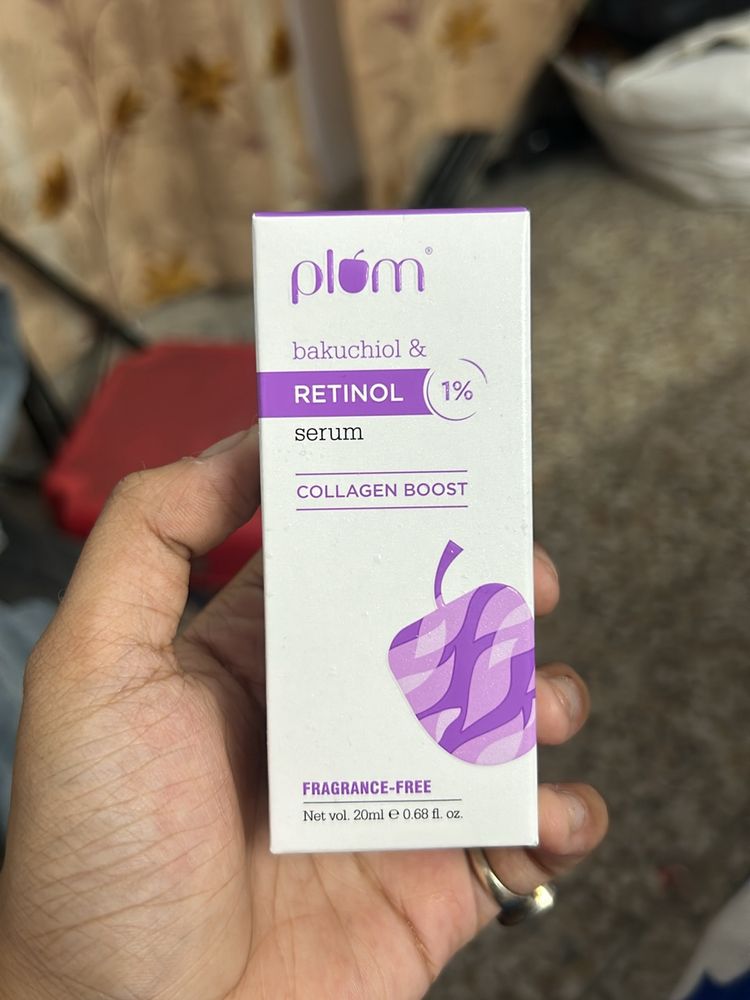 plum®
bakuchiol &
RETINOL 1%
serum
COLLAGEN BOOST
FRAGRANCE-FREE
Net vol. 20ml ℮ 0.68 fl. oz.